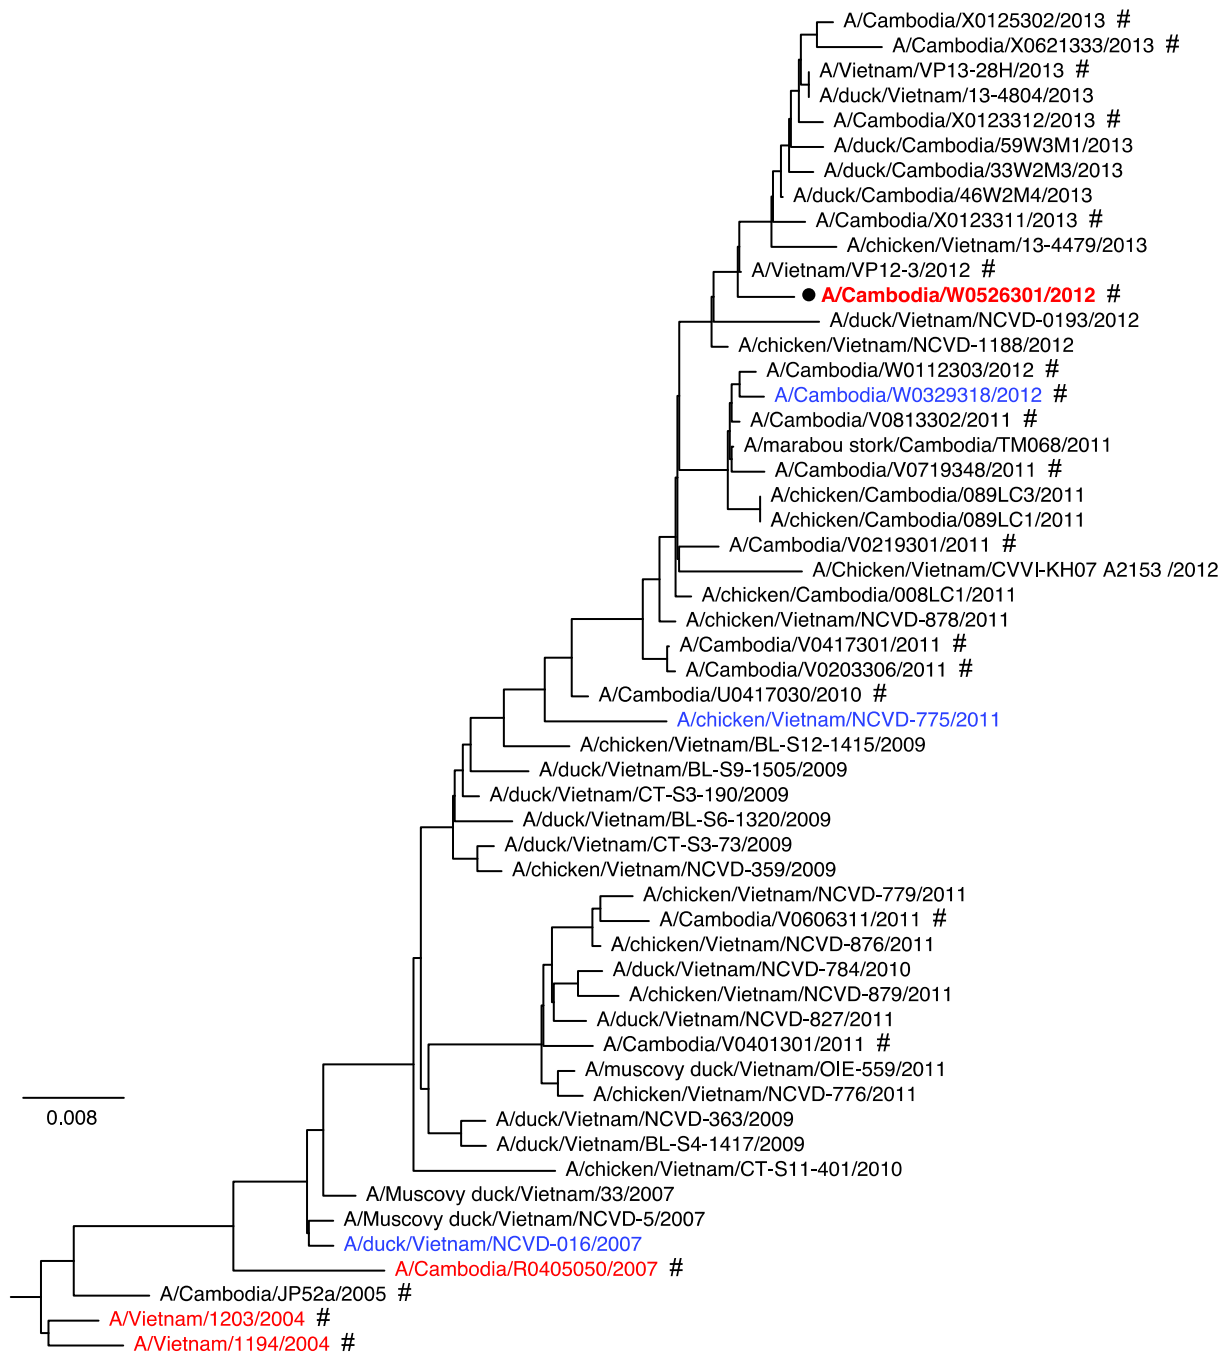 A/Cambodia/X0125302/2013 #
A/Cambodia/X0621333/2013 #
A/Vietnam/VP13-28H/2013 #
A/duck/Vietnam/13-4804/2013
A/Cambodia/X0123312/2013 #
A/duck/Cambodia/59W3M1/2013
A/duck/Cambodia/33W2M3/2013
A/duck/Cambodia/46W2M4/2013
A/Cambodia/X0123311/2013 #
A/chicken/Vietnam/13-4479/2013
A/Vietnam/VP12-3/2012 #
A/Cambodia/W0526301/2012 #
A/duck/Vietnam/NCVD-0193/2012
A/chicken/Vietnam/NCVD-1188/2012
A/Cambodia/W0112303/2012 #
A/Cambodia/W0329318/2012 #
A/Cambodia/V0813302/2011 #
A/marabou stork/Cambodia/TM068/2011
A/Cambodia/V0719348/2011 #
A/chicken/Cambodia/089LC3/2011
A/chicken/Cambodia/089LC1/2011
A/Cambodia/V0219301/2011 #
A/Chicken/Vietnam/CVVI-KH07 A2153 /2012
A/chicken/Cambodia/008LC1/2011
A/chicken/Vietnam/NCVD-878/2011
A/Cambodia/V0417301/2011 #
A/Cambodia/V0203306/2011 #
A/Cambodia/U0417030/2010 #
A/chicken/Vietnam/NCVD-775/2011
A/chicken/Vietnam/BL-S12-1415/2009
A/duck/Vietnam/BL-S9-1505/2009
A/duck/Vietnam/CT-S3-190/2009
A/duck/Vietnam/BL-S6-1320/2009
A/duck/Vietnam/CT-S3-73/2009
A/chicken/Vietnam/NCVD-359/2009
A/chicken/Vietnam/NCVD-779/2011
A/Cambodia/V0606311/2011 #
A/chicken/Vietnam/NCVD-876/2011
A/duck/Vietnam/NCVD-784/2010
A/chicken/Vietnam/NCVD-879/2011
A/duck/Vietnam/NCVD-827/2011
A/Cambodia/V0401301/2011 #
A/muscovy duck/Vietnam/OIE-559/2011
A/chicken/Vietnam/NCVD-776/2011
0.008
A/duck/Vietnam/NCVD-363/2009
A/duck/Vietnam/BL-S4-1417/2009
A/chicken/Vietnam/CT-S11-401/2010
A/Muscovy duck/Vietnam/33/2007
A/Muscovy duck/Vietnam/NCVD-5/2007
A/duck/Vietnam/NCVD-016/2007
A/Cambodia/R0405050/2007 #
A/Cambodia/JP52a/2005 #
A/Vietnam/1203/2004 #
A/Vietnam/1194/2004 #